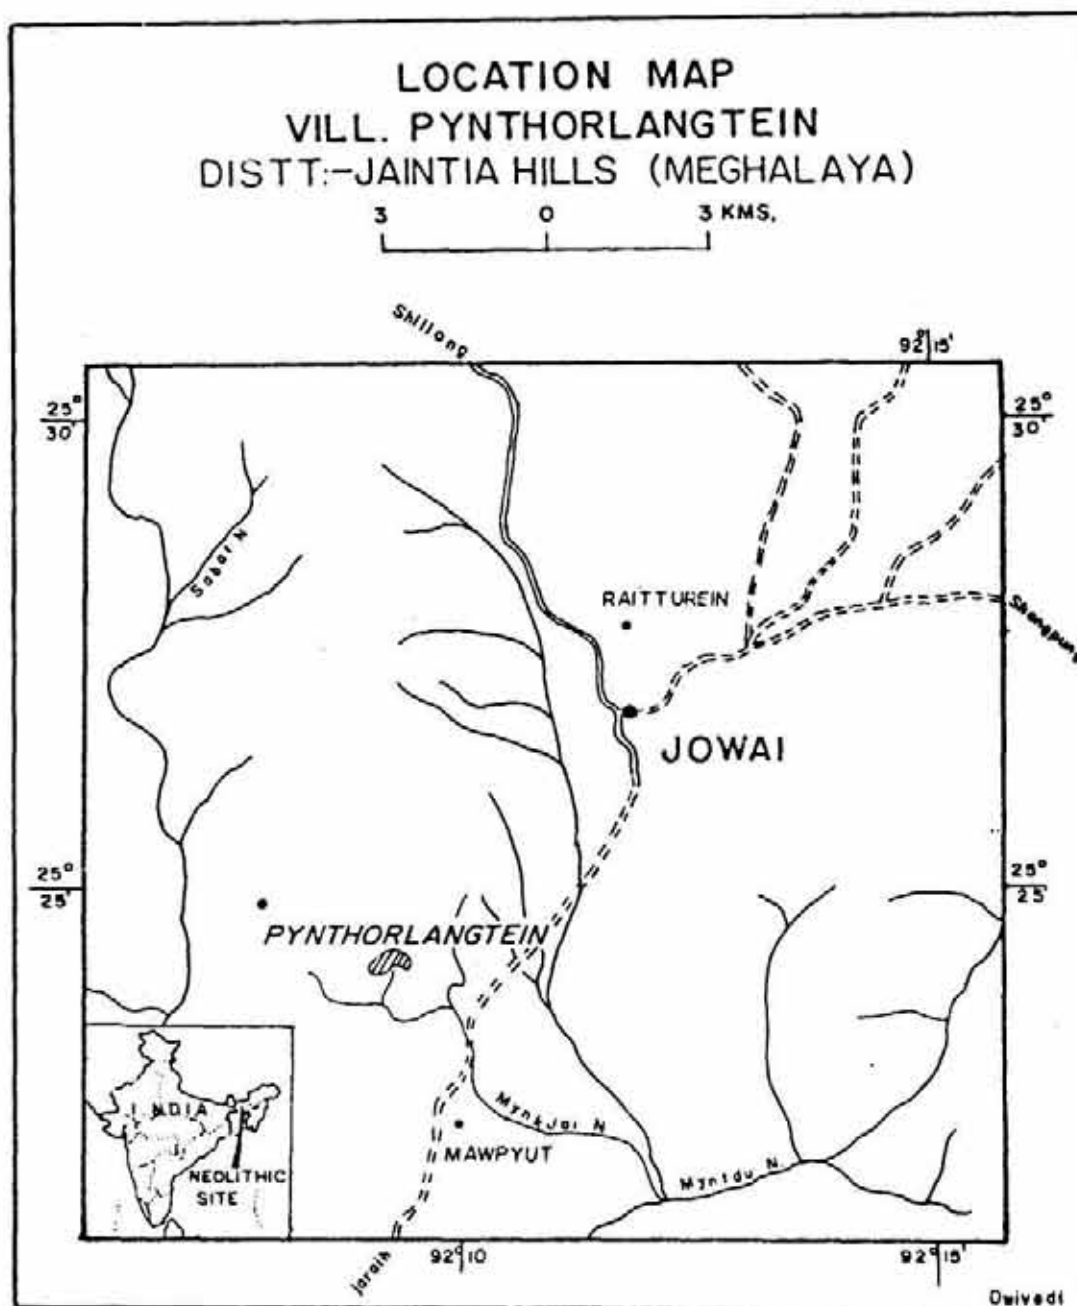 LOCATION MAP
VILL. PYNTHORLANGTEIN
DISTT:-JAINTIA HILLS (MEGHALAYA)
3 0 3 KMS.
Shillong
92° 15'
25° 30'
25° 30'
Sabai N
RAITTUREIN
Shangpung
JOWAI
25° 25'
25° 25'
PYNTHORLANGTEIN
INDIA
NEOLITHIC
SITE
Mynkjai N
MAWPYUT
Myntdu N.
jarain
92° 10
92° 15'
Dwivedi